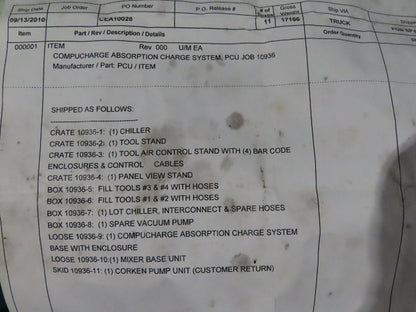 Ship Date Job Order PO Number P.O. Release # # of Gross Weight Ship VIA
09/13/2010 CEA10028 11 17166 TRUCK
Item Part / Rev / Description / Details Order Quantity
000001 ITEM Rev 000 U/M EA
COMPUCHARGE ABSORPTION CHARGE SYSTEM, PCU JOB 10936
Manufacturer / Part: PCU / ITEM
SHIPPED AS FOLLOWS:
CRATE 10936-1: (1) CHILLER
CRATE 10936-2: (1) TOOL STAND
CRATE 10936-3: (1) TOOL AIR CONTROL STAND WITH (4) BAR CODE
ENCLOSURES & CONTROL CABLES
CRATE 10936-4: (1) PANEL VIEW STAND
BOX 10936-5: FILL TOOLS #3 & #4 WITH HOSES
BOX 10936-6: FILL TOOLS #1 & #2 WITH HOSES
BOX 10936-7: (1) LOT CHILLER, INTERCONNECT & SPARE HOSES
BOX 10936-8: (1) SPARE VACUUM PUMP
LOOSE 10936-9: (1) COMPUCHARGE ABSORPTION CHARGE SYSTEM
BASE WITH ENCLOSURE
LOOSE 10936-10:(1) MIXER BASE UNIT
SKID 10936-11: (1) CORKEN PUMP UNIT (CUSTOMER RETURN)